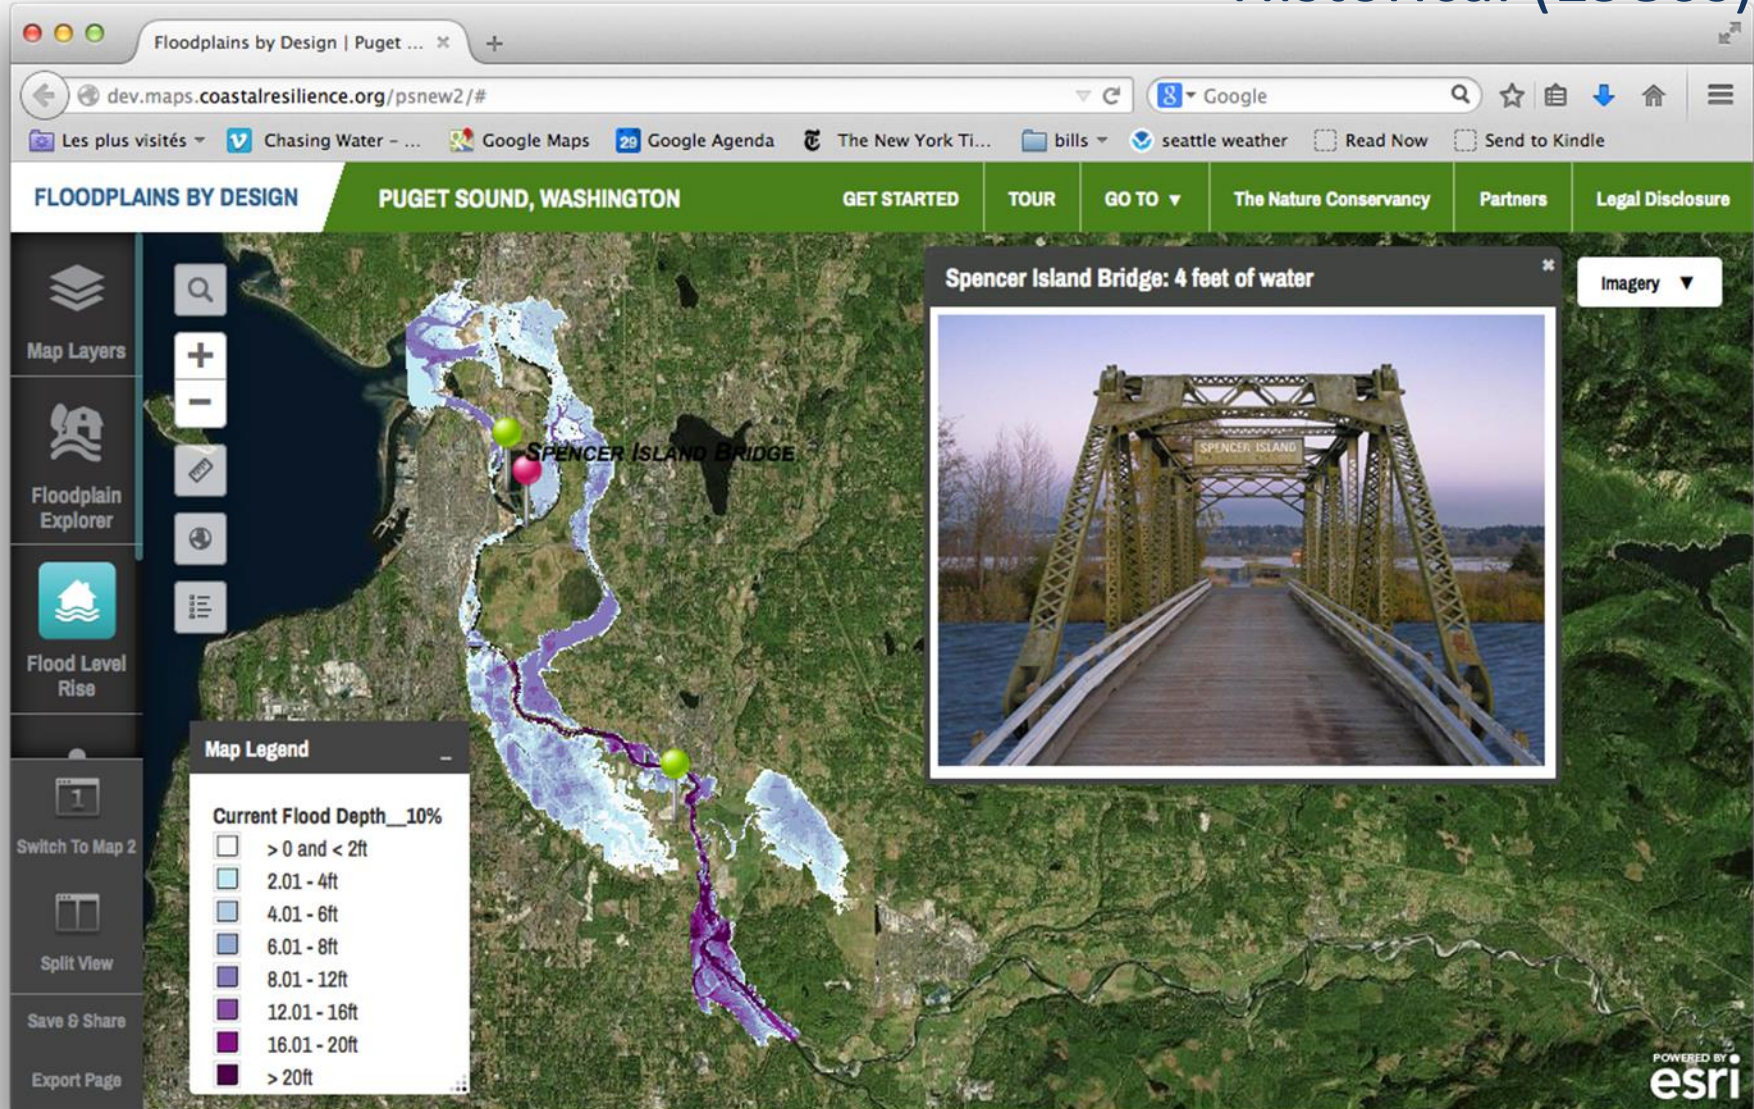 Floodplains by Design | Puget ...
dev.maps.coastalresilience.org/psnew2/#
Google
Les plus visités
Chasing Water – ...
Google Maps
29 Google Agenda
The New York Ti...
bills
seattle weather
Read Now
Send to Kindle
FLOODPLAINS BY DESIGN
PUGET SOUND, WASHINGTON
GET STARTED
TOUR
GO TO
The Nature Conservancy
Partners
Legal Disclosure
Map Layers
Floodplain
Explorer
Flood Level
Rise
1
Switch To Map 2
Split View
Save & Share
Export Page
SPENCER ISLAND BRIDGE
Spencer Island Bridge: 4 feet of water
SPENCER ISLAND
Imagery
Map Legend
Current Flood Depth__10%
> 0 and < 2ft
2.01 - 4ft
4.01 - 6ft
6.01 - 8ft
8.01 - 12ft
12.01 - 16ft
16.01 - 20ft
> 20ft
POWERED BY
esri